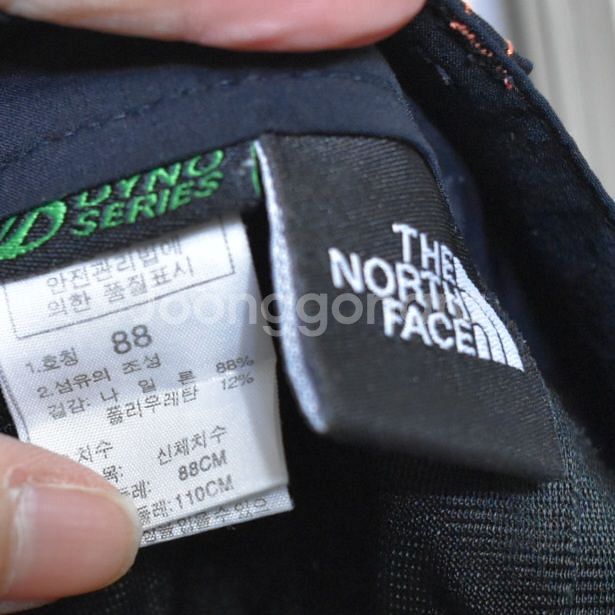 DYNO
SERIES
THE
NORTH
FACE
안전관리법에
의한 품질표시
1.호칭 88
2.섬유의 조성
겉감: 나 일 론 88%
폴리우레탄 12%
치수 신체치수
88CM
110CM